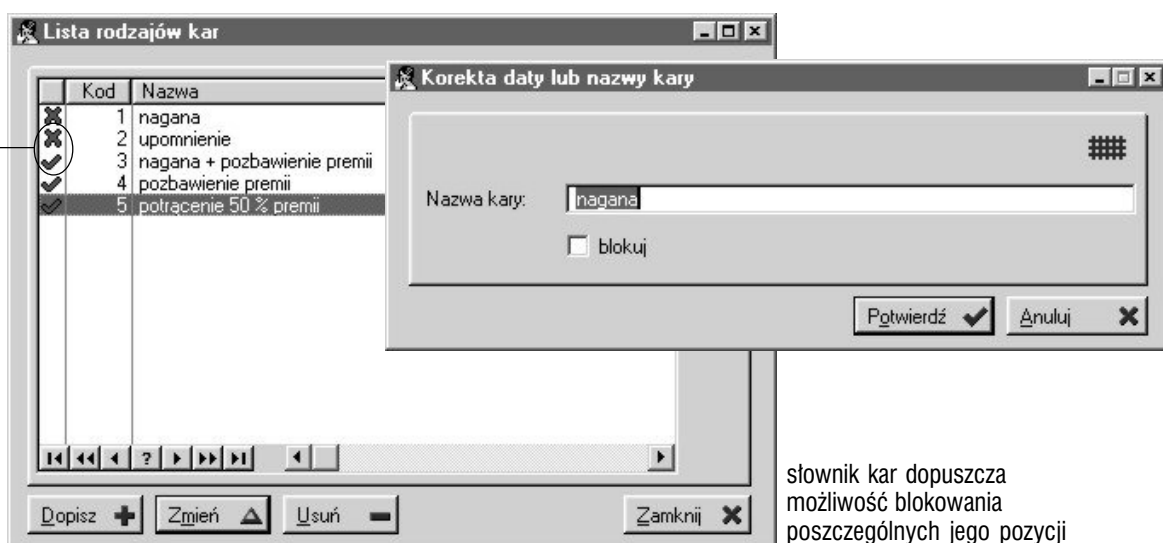 Lista rodzajów kar
Kod Nazwa
1 nagana
2 upomnienie
3 nagana + pozbawienie premii
4 pozbawienie premii
5 potrącenie 50 % premii
?
Dopisz
Zmień
Usuń
Zamknij
Korekta daty lub nazwy kary
Nazwa kary: nagana
blokuj
Potwierdź
Anuluj
słownik kar dopuszcza
możliwość blokowania
poszczególnych jego pozycji